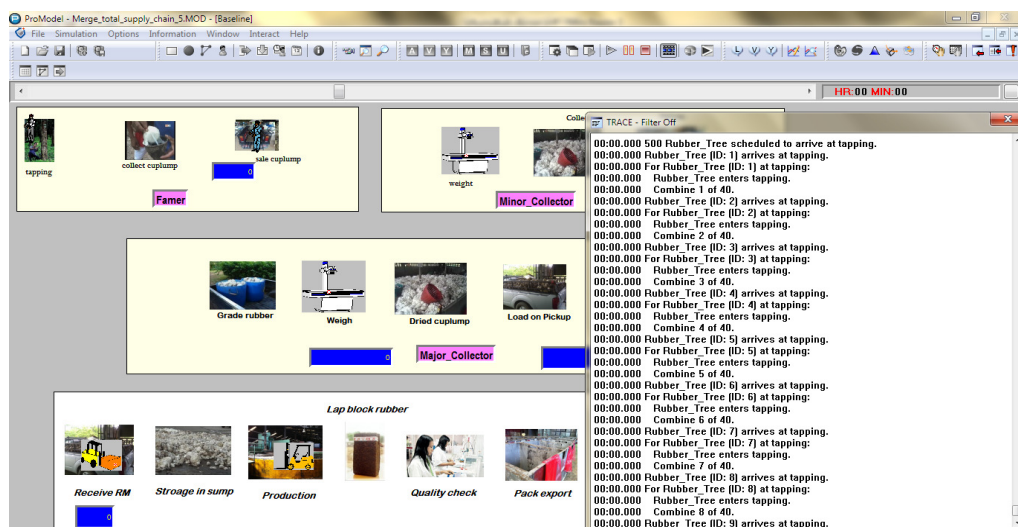 ProModel - Merge_total_supply_chain_5.MOD - [Baseline]
File Simulation Options Information Window Interact Help
HR:00 MIN:00
tapping
collect cuplump
sale cuplump
0
Famer
Colle
weight
Minor_Collector
Grade rubber
Weigh
Dried cuplump
Load on Pickup
0
Major_Collector
Lap block rubber
Receive RM
Stroage in sump
Production
Quality check
Pack export
0
TRACE - Filter Off
00:00.000 500 Rubber_Tree scheduled to arrive at tapping.
00:00.000 Rubber_Tree (ID: 1) arrives at tapping.
00:00.000 For Rubber_Tree (ID: 1) at tapping:
00:00.000 Rubber_Tree enters tapping.
00:00.000 Combine 1 of 40.
00:00.000 Rubber_Tree (ID: 2) arrives at tapping.
00:00.000 For Rubber_Tree (ID: 2) at tapping:
00:00.000 Rubber_Tree enters tapping.
00:00.000 Combine 2 of 40.
00:00.000 Rubber_Tree (ID: 3) arrives at tapping.
00:00.000 For Rubber_Tree (ID: 3) at tapping:
00:00.000 Rubber_Tree enters tapping.
00:00.000 Combine 3 of 40.
00:00.000 Rubber_Tree (ID: 4) arrives at tapping.
00:00.000 For Rubber_Tree (ID: 4) at tapping:
00:00.000 Rubber_Tree enters tapping.
00:00.000 Combine 4 of 40.
00:00.000 Rubber_Tree (ID: 5) arrives at tapping.
00:00.000 For Rubber_Tree (ID: 5) at tapping:
00:00.000 Rubber_Tree enters tapping.
00:00.000 Combine 5 of 40.
00:00.000 Rubber_Tree (ID: 6) arrives at tapping.
00:00.000 For Rubber_Tree (ID: 6) at tapping:
00:00.000 Rubber_Tree enters tapping.
00:00.000 Combine 6 of 40.
00:00.000 Rubber_Tree (ID: 7) arrives at tapping.
00:00.000 For Rubber_Tree (ID: 7) at tapping:
00:00.000 Rubber_Tree enters tapping.
00:00.000 Combine 7 of 40.
00:00.000 Rubber_Tree (ID: 8) arrives at tapping.
00:00.000 For Rubber_Tree (ID: 8) at tapping:
00:00.000 Rubber_Tree enters tapping.
00:00.000 Combine 8 of 40.
00:00.000 Rubber_Tree (ID: 9) arrives at tapping.